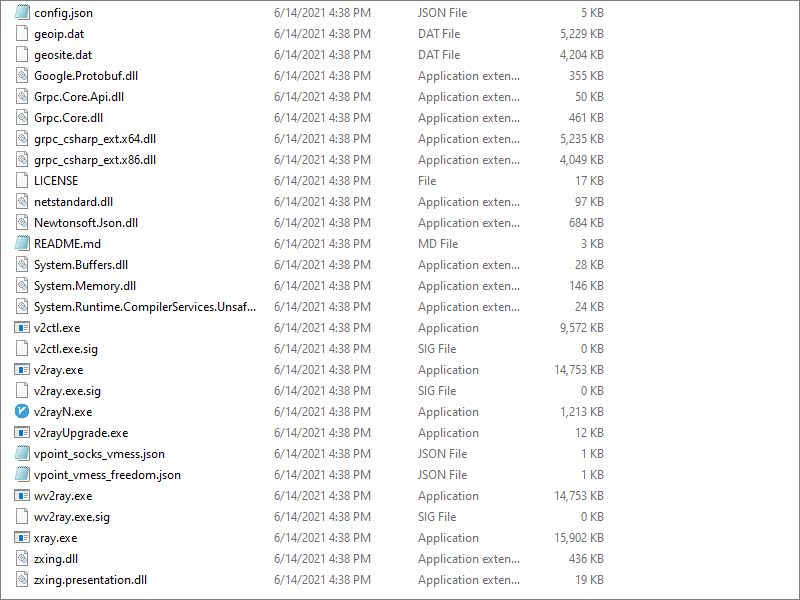 config.json 6/14/2021 4:38 PM JSON File 5 KB
geoip.dat 6/14/2021 4:38 PM DAT File 5,229 KB
geosite.dat 6/14/2021 4:38 PM DAT File 4,204 KB
Google.Protobuf.dll 6/14/2021 4:38 PM Application exten... 355 KB
Grpc.Core.Api.dll 6/14/2021 4:38 PM Application exten... 50 KB
Grpc.Core.dll 6/14/2021 4:38 PM Application exten... 461 KB
grpc_csharp_ext.x64.dll 6/14/2021 4:38 PM Application exten... 5,235 KB
grpc_csharp_ext.x86.dll 6/14/2021 4:38 PM Application exten... 4,049 KB
LICENSE 6/14/2021 4:38 PM File 17 KB
netstandard.dll 6/14/2021 4:38 PM Application exten... 97 KB
Newtonsoft.Json.dll 6/14/2021 4:38 PM Application exten... 684 KB
README.md 6/14/2021 4:38 PM MD File 3 KB
System.Buffers.dll 6/14/2021 4:38 PM Application exten... 28 KB
System.Memory.dll 6/14/2021 4:38 PM Application exten... 146 KB
System.Runtime.CompilerServices.Unsaf... 6/14/2021 4:38 PM Application exten... 24 KB
v2ctl.exe 6/14/2021 4:38 PM Application 9,572 KB
v2ctl.exe.sig 6/14/2021 4:38 PM SIG File 0 KB
v2ray.exe 6/14/2021 4:38 PM Application 14,753 KB
v2ray.exe.sig 6/14/2021 4:38 PM SIG File 0 KB
v2rayN.exe 6/14/2021 4:38 PM Application 1,213 KB
v2rayUpgrade.exe 6/14/2021 4:38 PM Application 12 KB
vpoint_socks_vmess.json 6/14/2021 4:38 PM JSON File 1 KB
vpoint_vmess_freedom.json 6/14/2021 4:38 PM JSON File 1 KB
wv2ray.exe 6/14/2021 4:38 PM Application 14,753 KB
wv2ray.exe.sig 6/14/2021 4:38 PM SIG File 0 KB
xray.exe 6/14/2021 4:38 PM Application 15,902 KB
zxing.dll 6/14/2021 4:38 PM Application exten... 436 KB
zxing.presentation.dll 6/14/2021 4:38 PM Application exten... 19 KB